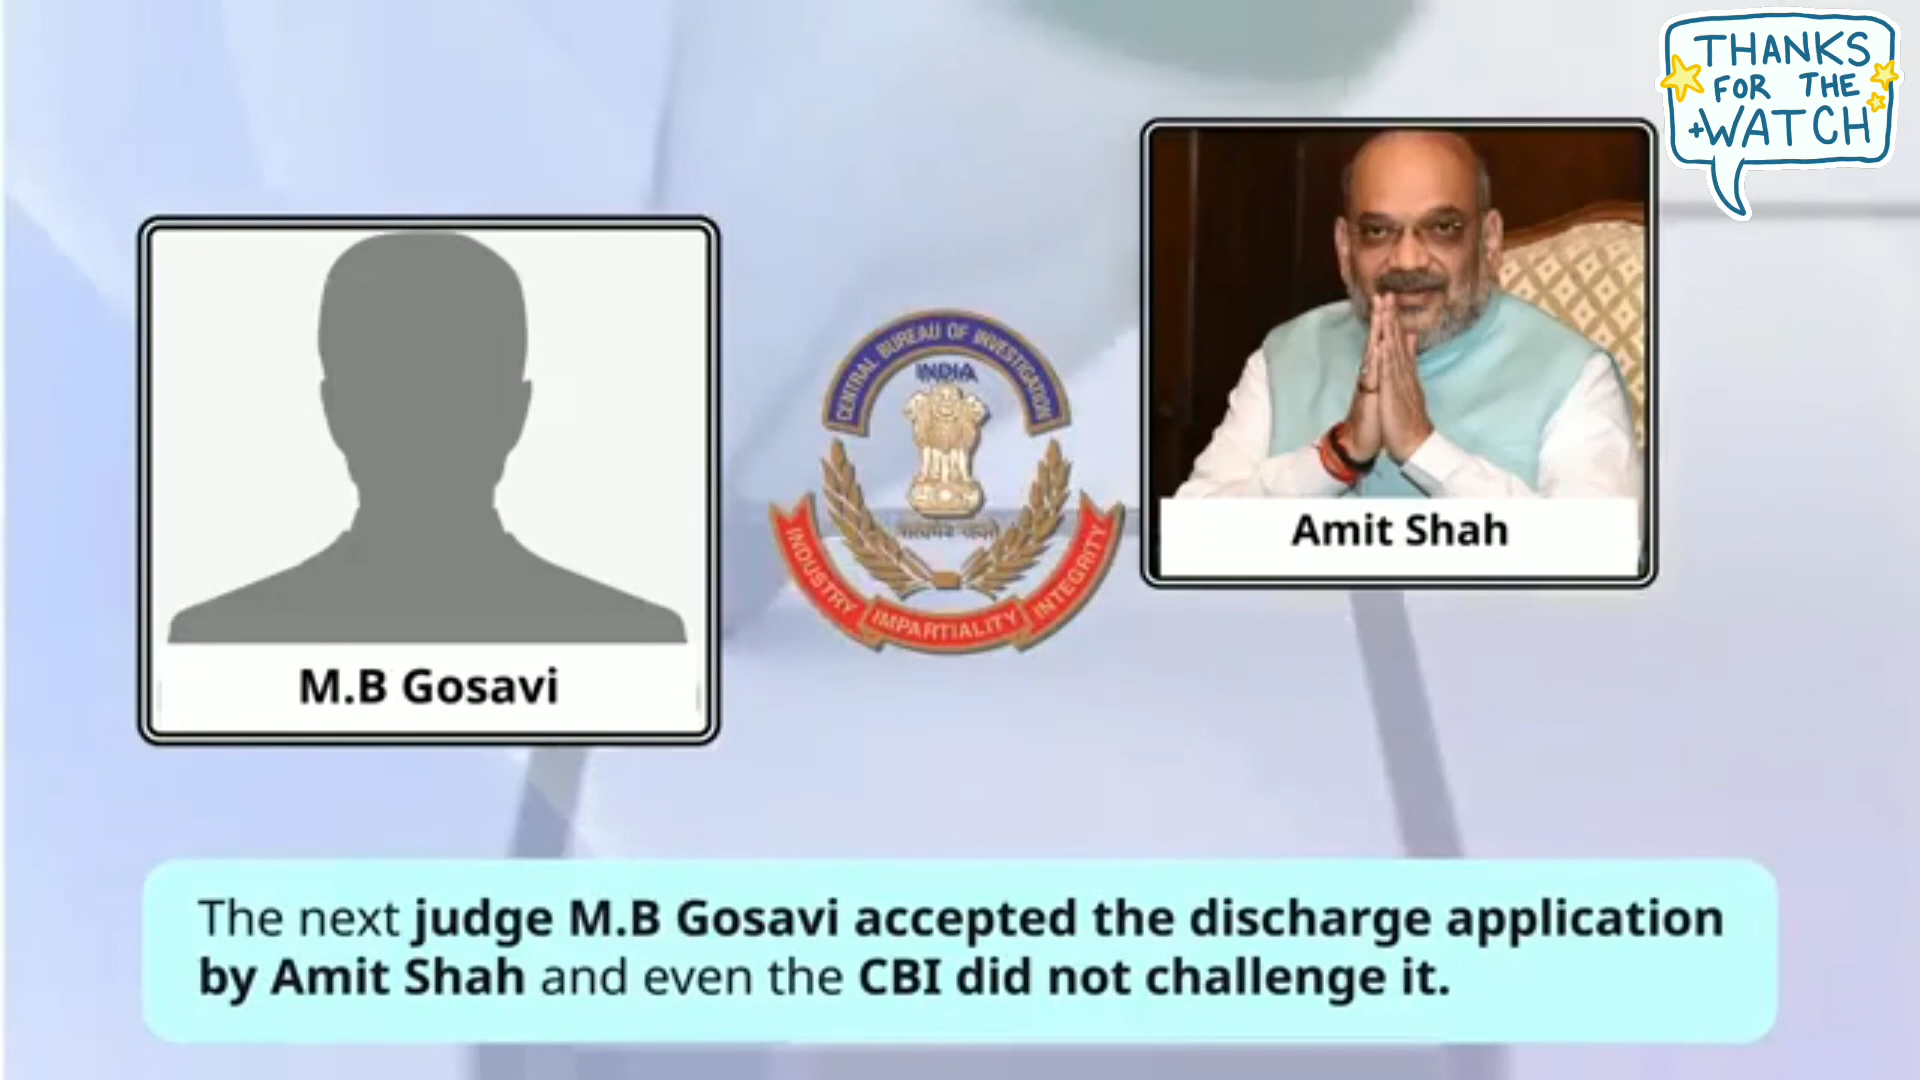 THANKS
FOR THE
WATCH
CENTRAL BUREAU OF INVESTIGATION
INDIA
INDUSTRY IMPARTIALITY INTEGRITY
Amit Shah
M.B Gosavi
The next judge M.B Gosavi accepted the discharge application
by Amit Shah and even the CBI did not challenge it.